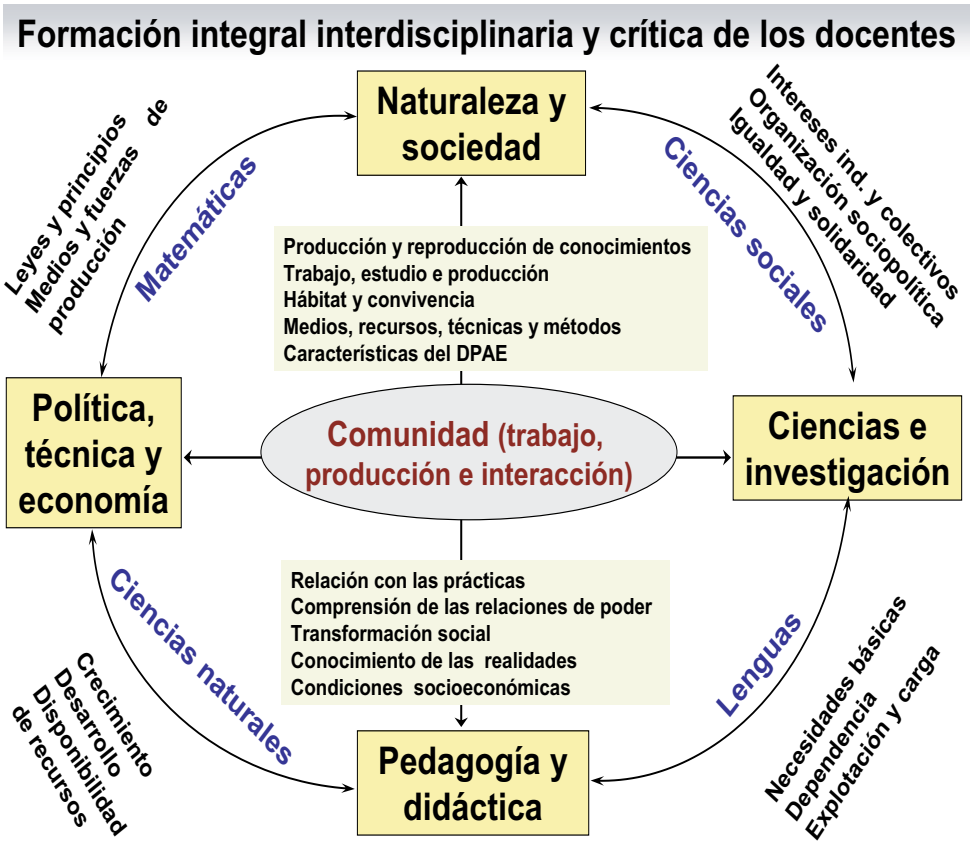 Formación integral interdisciplinaria y crítica de los docentes
Naturaleza y
sociedad
Leyes y principios
Medios y fuerzas de
producción
Matemáticas
Ciencias sociales
Intereses ind. y colectivos
Organización sociopolítica
Igualdad y solidaridad
Producción y reproducción de conocimientos
Trabajo, estudio e producción
Hábitat y convivencia
Medios, recursos, técnicas y métodos
Características del DPAE
Política,
técnica y
economía
Comunidad (trabajo,
producción e interacción)
Ciencias e
investigación
Relación con las prácticas
Comprensión de las relaciones de poder
Transformación social
Conocimiento de las realidades
Condiciones socioeconómicas
Ciencias naturales
Crecimiento
Desarrollo
Disponibilidad
de recursos
Lenguas
Necesidades básicas
Dependencia
Explotación y carga
Pedagogía y
didáctica